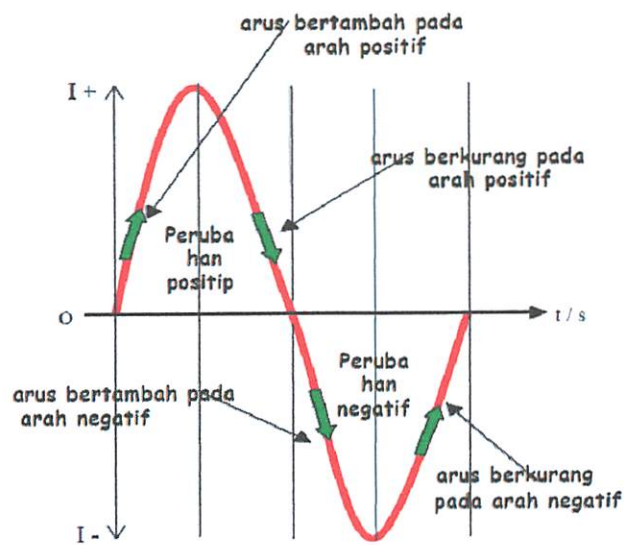 arus bertambah pada
arah positif
I +
arus berkurang pada
arah positif
Peruba
han
positip
O
t / s
Peruba
han
negatif
arus bertambah pada
arah negatif
arus berkurang
pada arah negatif
I -